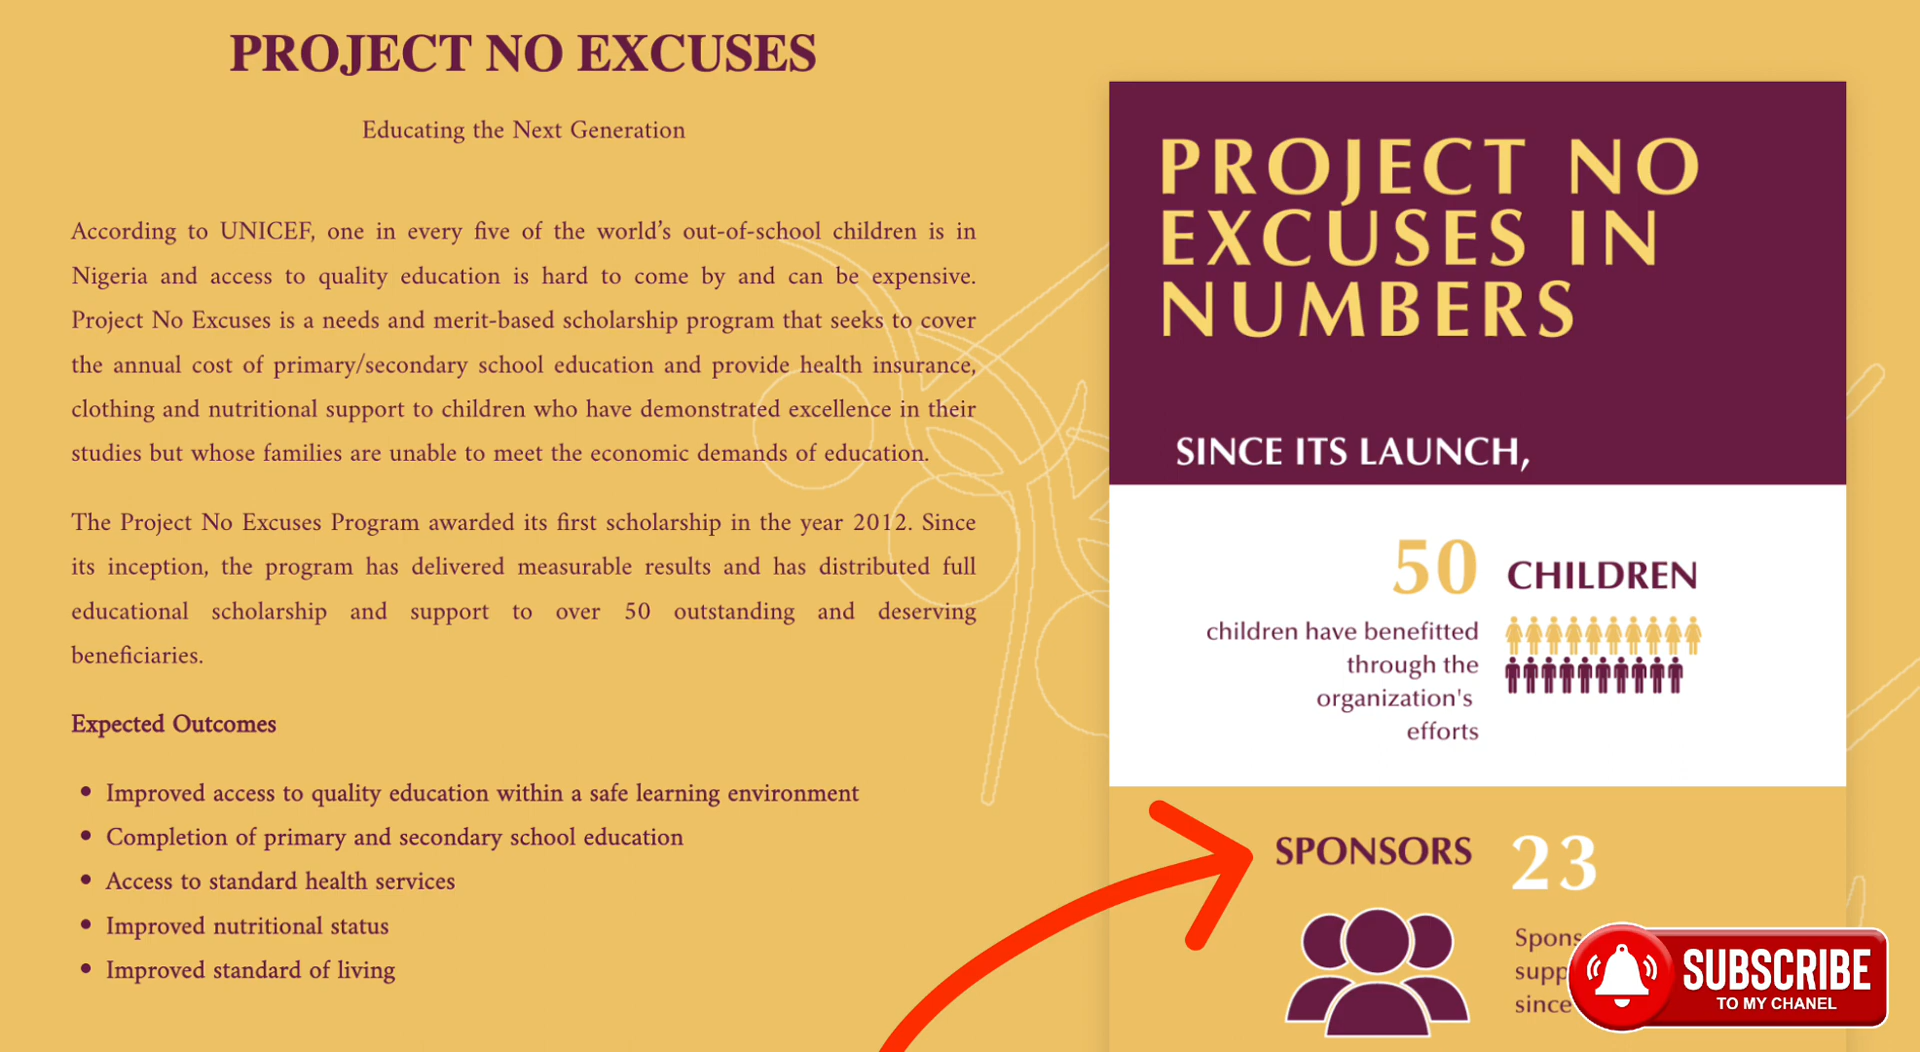 PROJECT NO EXCUSES
Educating the Next Generation
According to UNICEF, one in every five of the world’s out-of-school children is in
Nigeria and access to quality education is hard to come by and can be expensive.
Project No Excuses is a needs and merit-based scholarship program that seeks to cover
the annual cost of primary/secondary school education and provide health insurance,
clothing and nutritional support to children who have demonstrated excellence in their
studies but whose families are unable to meet the economic demands of education.
The Project No Excuses Program awarded its first scholarship in the year 2012. Since
its inception, the program has delivered measurable results and has distributed full
educational scholarship and support to over 50 outstanding and deserving
beneficiaries.
Expected Outcomes
• Improved access to quality education within a safe learning environment
• Completion of primary and secondary school education
• Access to standard health services
• Improved nutritional status
• Improved standard of living
PROJECT NO
EXCUSES IN
NUMBERS
SINCE ITS LAUNCH,
50 CHILDREN
children have benefitted
through the
organization's
efforts
SPONSORS 23
since
SUBSCRIBE
TO MY CHANEL